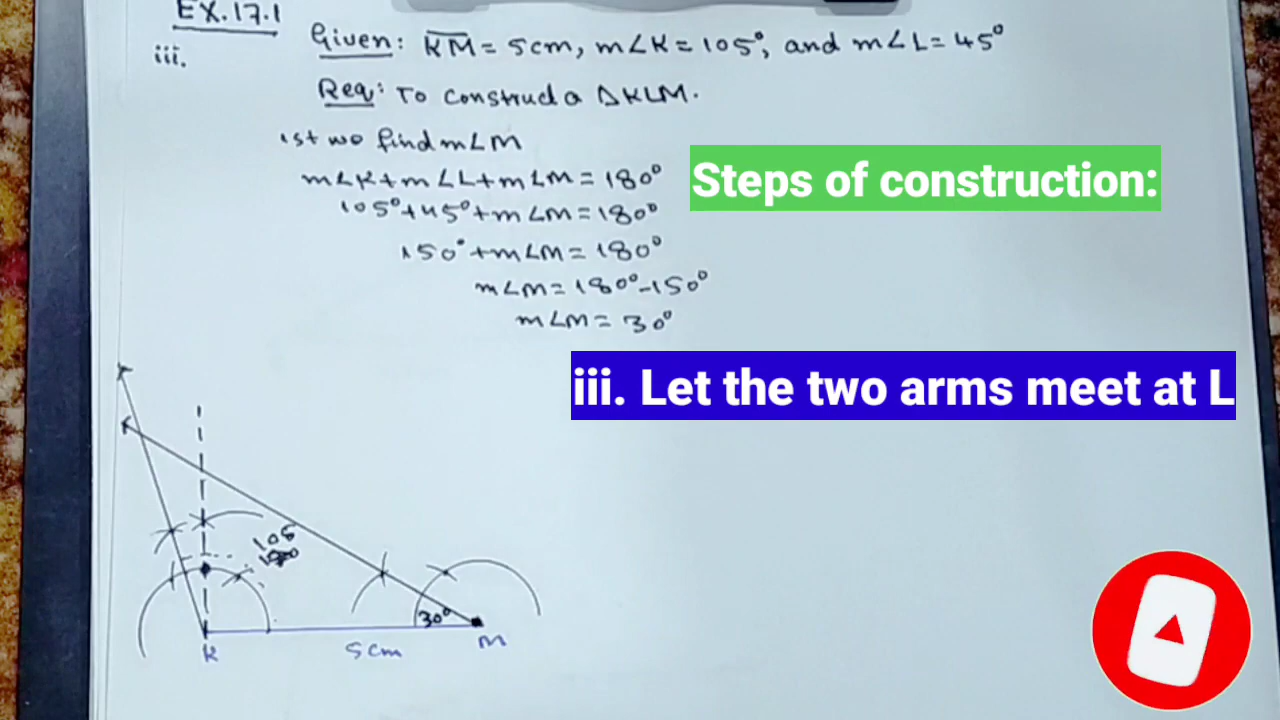 EX.17.1
iii. Given: KM = 5cm, m∠K = 105°, and m∠L = 45°
Req: To construct a △KLM.
1st we find m∠M
m∠K + m∠L + m∠M = 180°
105° + 45° + m∠M = 180°
150° + m∠M = 180°
m∠M = 180° - 150°
m∠M = 30°
Steps of construction:
iii. Let the two arms meet at L
105
30°
K
5cm
M